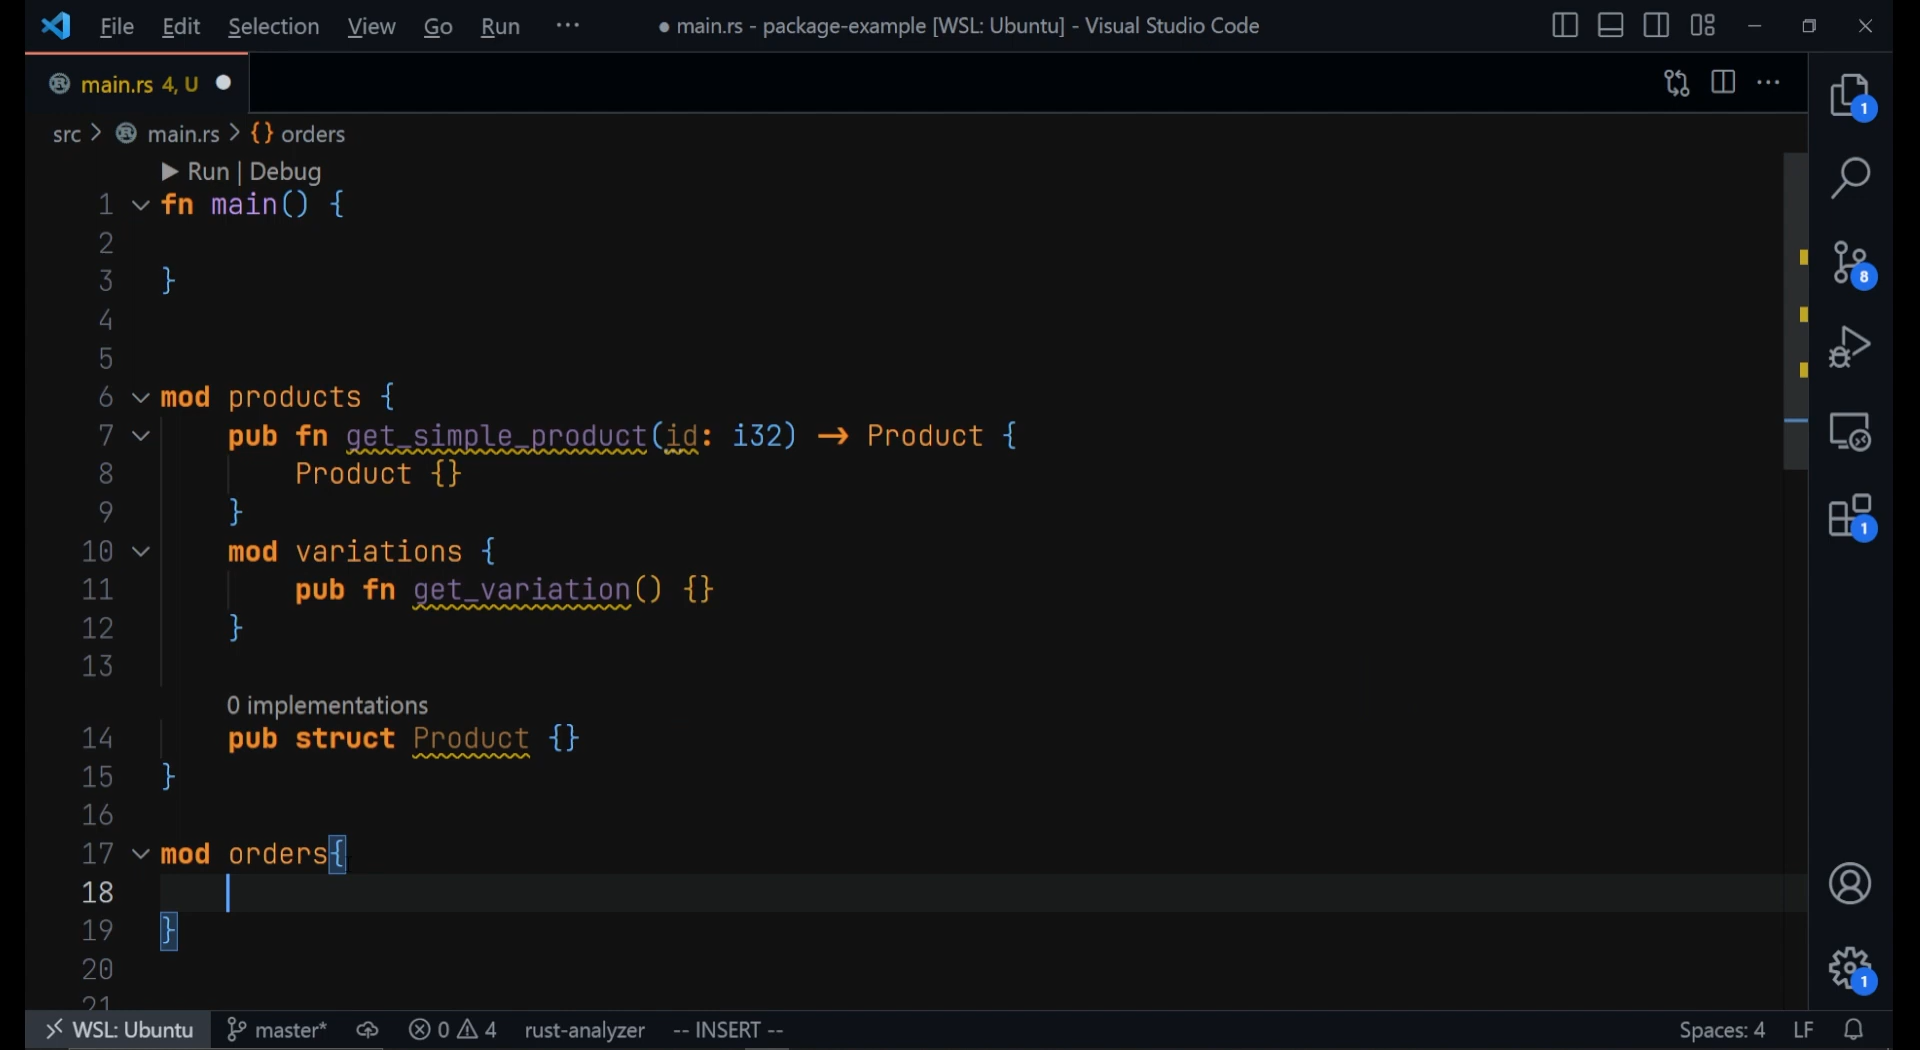 File Edit Selection View Go Run ··· ● main.rs - package-example [WSL: Ubuntu] - Visual Studio Code
main.rs 4, U ●
src > main.rs > {} orders
▶ Run | Debug
1 fn main() {
2
3 }
4
5
6 mod products {
7 pub fn get_simple_product(id: i32) → Product {
8 Product {}
9 }
10 mod variations {
11 pub fn get_variation() {}
12 }
13
0 implementations
14 pub struct Product {}
15 }
16
17 mod orders{
18
19 }
20
21
1
8
1
1
WSL: Ubuntu master* 0 4 rust-analyzer -- INSERT -- Spaces: 4 LF